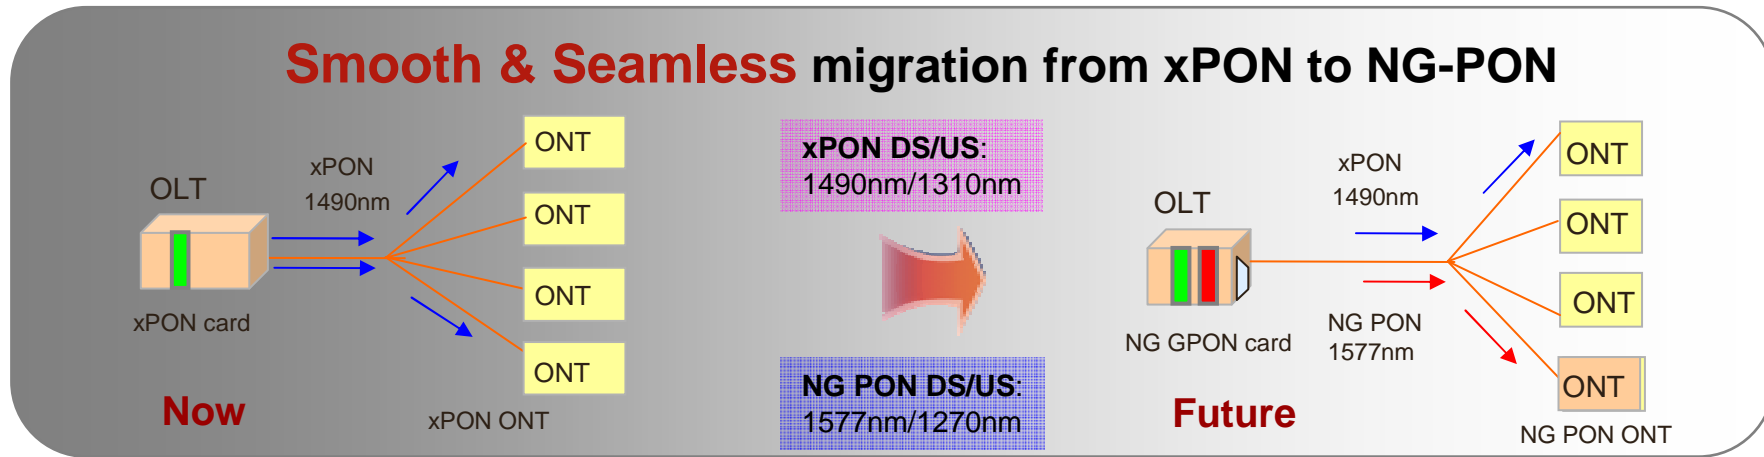 Smooth & Seamless migration from xPON to NG-PON
OLT
xPON
1490nm
ONT
ONT
ONT
ONT
xPON card
Now
xPON ONT
xPON DS/US:
1490nm/1310nm
NG PON DS/US:
1577nm/1270nm
OLT
xPON
1490nm
ONT
ONT
ONT
ONT
NG GPON card
NG PON
1577nm
Future
NG PON ONT